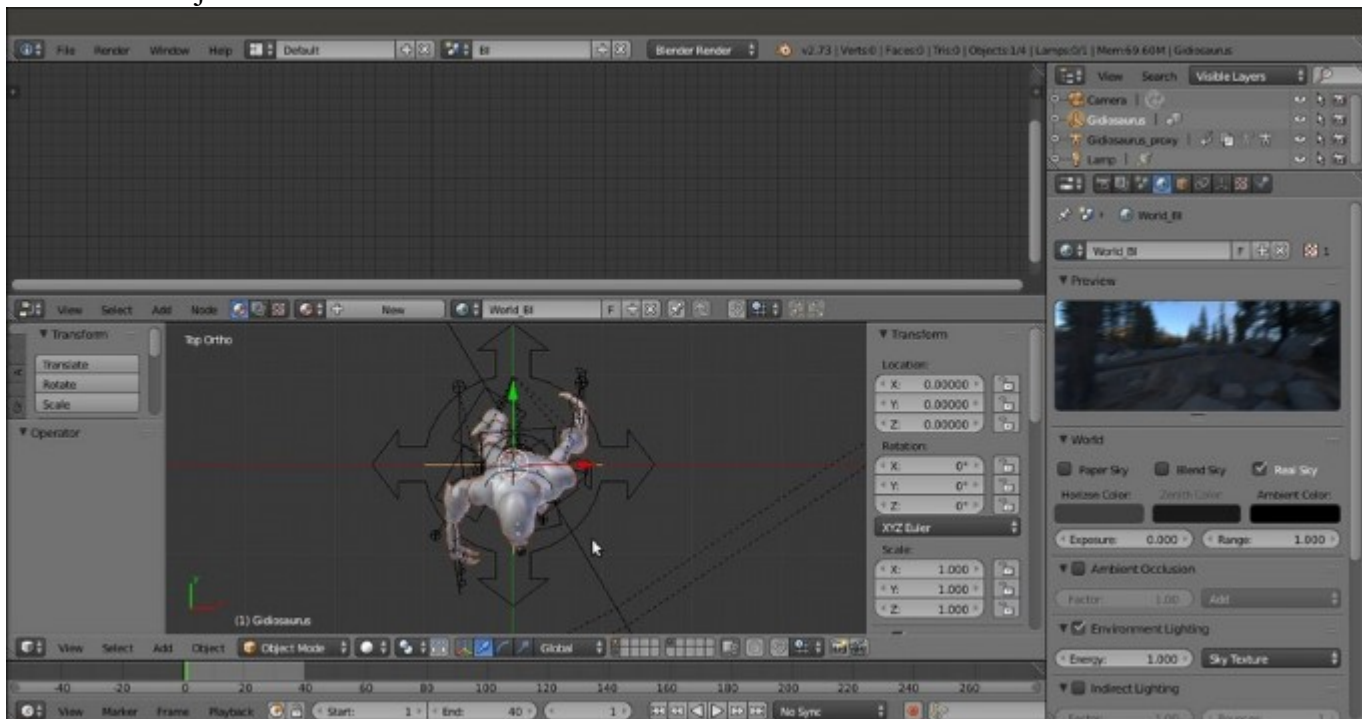 File Render Window Help Default BI Blender Render v2.73 | Verts:0 | Faces:0 | Tris:0 | Objects:1/4 | Lamps:0/1 | Mem:69.60M | Gidiosaurus
View Search Visible Layers
Camera
Gidiosaurus
Gidiosaurus_proxy
Lamp
World_BI
World_BI F 1
Preview
View Select Add Node New World_BI F
Transform
Translate
Rotate
Scale
Operator
Top Ortho
(1) Gidiosaurus
Transform
Location:
X: 0.00000
Y: 0.00000
Z: 0.00000
Rotation:
X: 0°
Y: 0°
Z: 0°
XYZ Euler
Scale:
X: 1.000
Y: 1.000
Z: 1.000
World
Paper Sky Blend Sky Real Sky
Horizon Color: Zenith Color: Ambient Color:
Exposure: 0.000 Range: 1.000
Ambient Occlusion
Factor: 1.00 Add
Environment Lighting
Energy: 1.000 Sky Texture
Indirect Lighting
View Select Add Object Object Mode Global
-40 -20 0 20 40 60 80 100 120 140 160 180 200 220 240 260
View Marker Frame Playback Start: 1 End: 40 1 No Sync